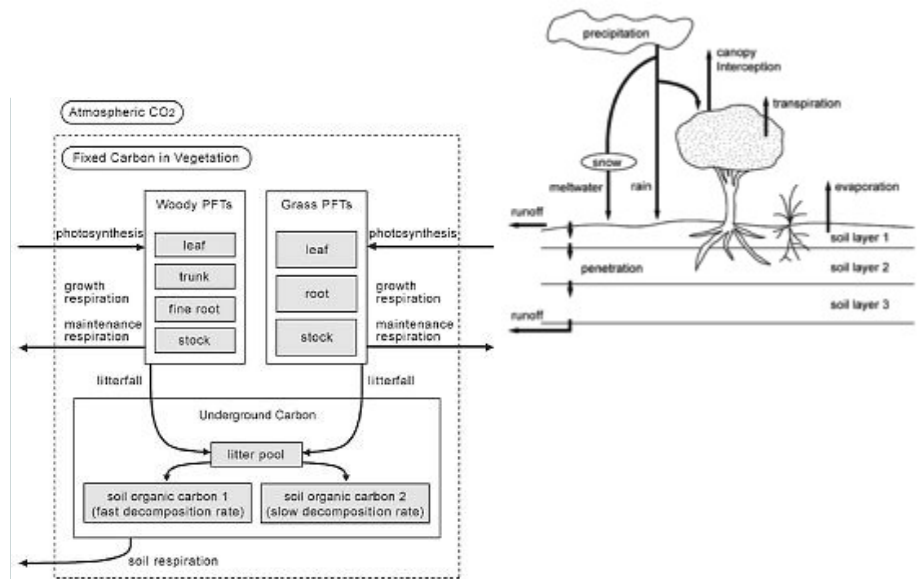 Atmospheric CO2
Fixed Carbon in Vegetation
Woody PFTs
leaf
trunk
fine root
stock
Grass PFTs
leaf
root
stock
photosynthesis
growth
respiration
maintenance
respiration
photosynthesis
growth
respiration
maintenance
respiration
litterfall
litterfall
Underground Carbon
litter pool
soil organic carbon 1
(fast decomposition rate)
soil organic carbon 2
(slow decomposition rate)
soil respiration
precipitation
canopy
Interception
transpiration
snow
meltwater
rain
evaporation
runoff
soil layer 1
penetration
soil layer 2
soil layer 3
runoff